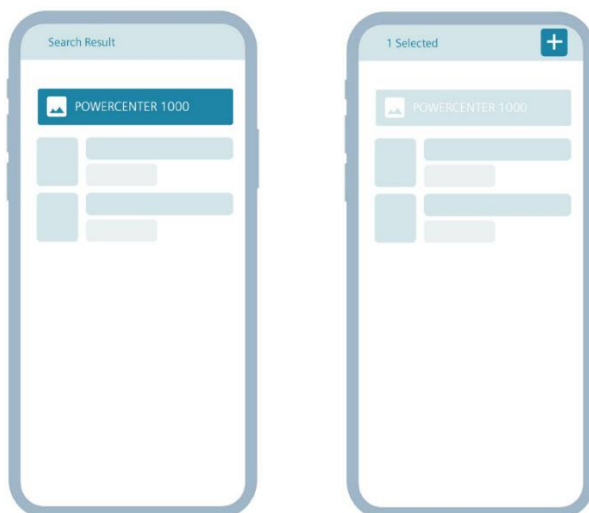 Search Result
POWERCENTER 1000
1 Selected
+
POWERCENTER 1000